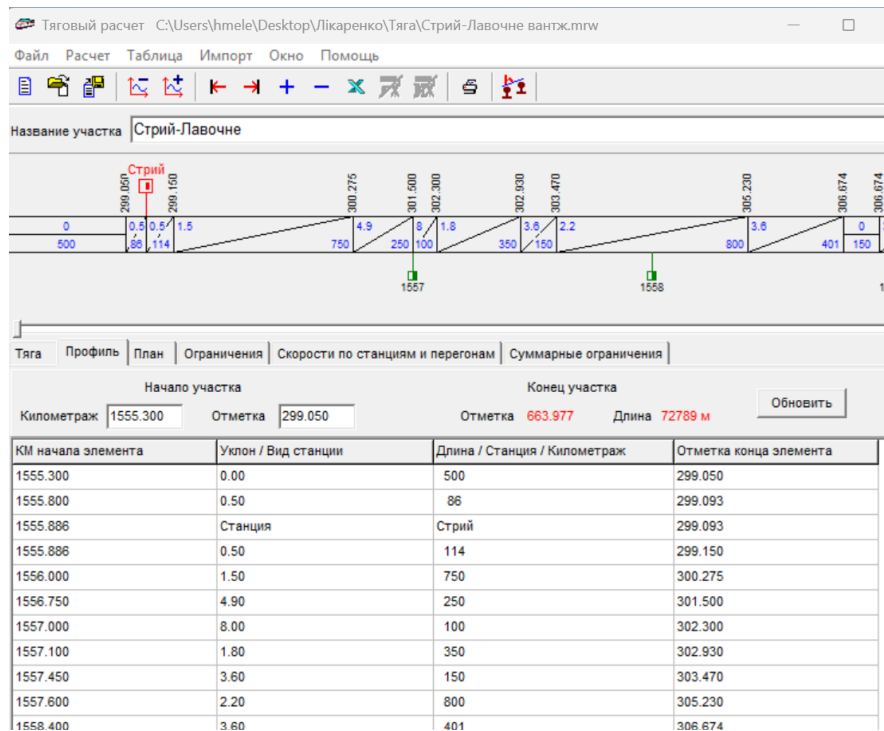 Тяговый расчет C:\Users\hmele\Desktop\Лікаренко\Тяга\Стрий-Лавочне вантж.mrw
Файл Расчет Таблица Импорт Окно Помощь
Название участка Стрий-Лавочне
Стрий
299.050 299.150 300.275 301.500 302.300 302.930 303.470 305.230 306.674 306.674
0 0.5 0.5 1.5 4.9 8 1.8 3.6 2.2 3.6 0
500 86 114 750 250 100 350 150 800 401 150
1557 1558
Тяга Профиль План Ограничения Скорости по станциям и перегонам Суммарные ограничения
Начало участка Конец участка
Километраж 1555.300 Отметка 299.050 Отметка 663.977 Длина 72789 м Обновить
КМ начала элемента Уклон / Вид станции Длина / Станция / Километраж Отметка конца элемента
1555.300 0.00 500 299.050
1555.800 0.50 86 299.093
1555.886 Станция Стрий 299.093
1555.886 0.50 114 299.150
1556.000 1.50 750 300.275
1556.750 4.90 250 301.500
1557.000 8.00 100 302.300
1557.100 1.80 350 302.930
1557.450 3.60 150 303.470
1557.600 2.20 800 305.230
1558.400 3.60 401 306.674